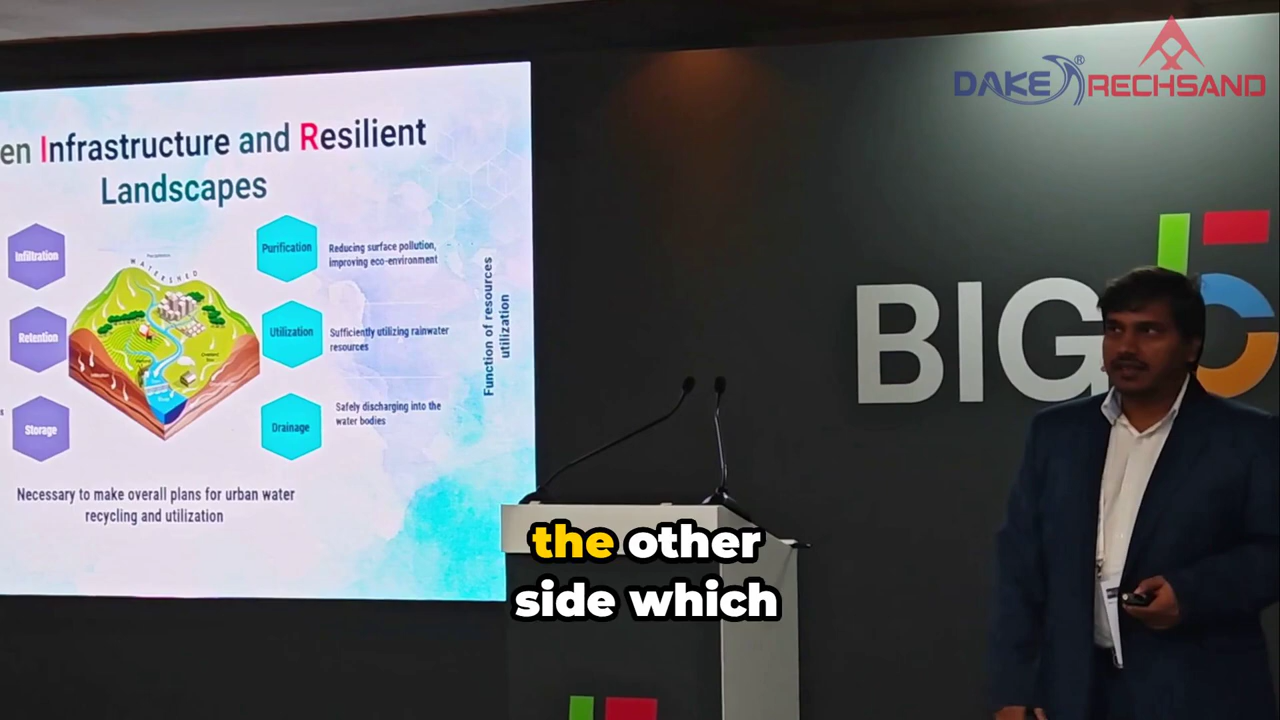 DAKE® RECHSAND
en Infrastructure and Resilient
Landscapes
Infiltration
Retention
Storage
WATERSHED
Purification
Reducing surface pollution,
improving eco-environment
Utilization
Sufficiently utilizing rainwater
resources
Drainage
Safely discharging into the
water bodies
Function of resources
utilization
Necessary to make overall plans for urban water
recycling and utilization
BIG 5
the other
side which